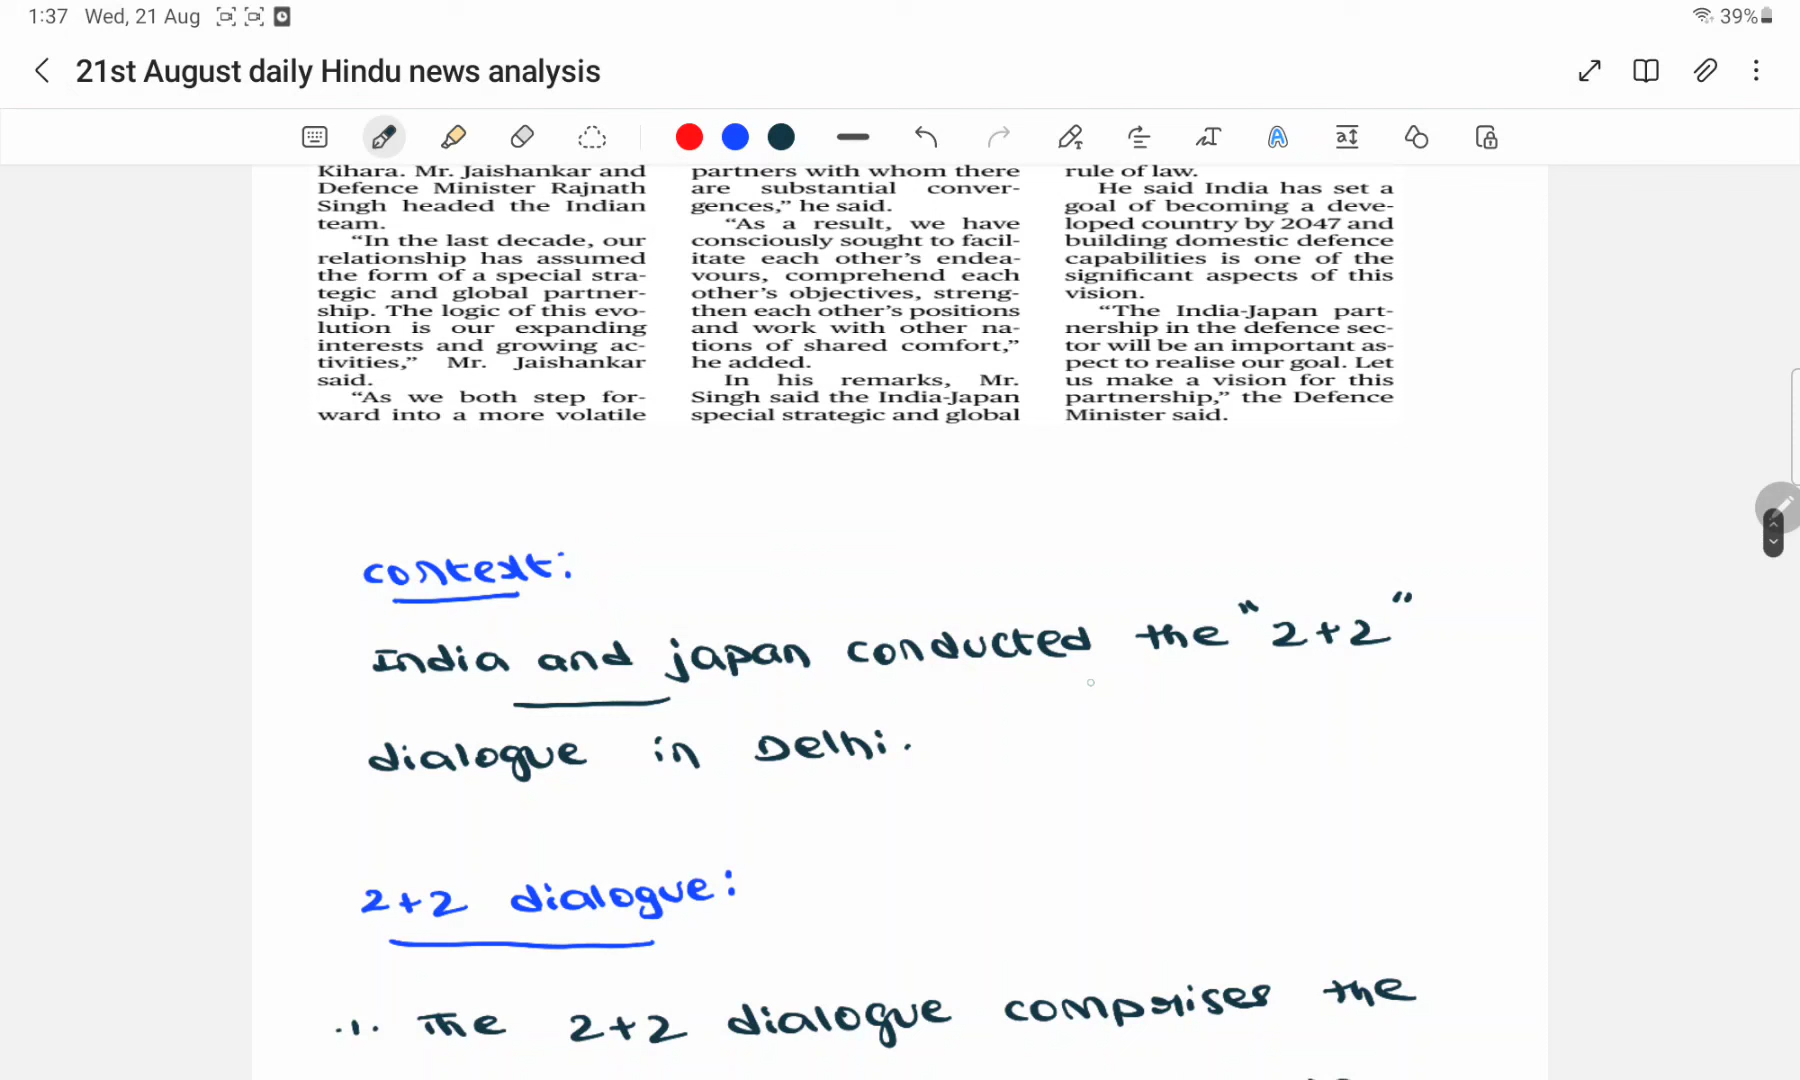 1:37 Wed, 21 Aug
39%
21st August daily Hindu news analysis
Kihara. Mr. Jaishankar and
Defence Minister Rajnath
Singh headed the Indian
team.
“In the last decade, our
relationship has assumed
the form of a special stra-
tegic and global partner-
ship. The logic of this evo-
lution is our expanding
interests and growing ac-
tivities,” Mr. Jaishankar
said.
“As we both step for-
ward into a more volatile
partners with whom there
are substantial conver-
gences,” he said.
“As a result, we have
consciously sought to facil-
itate each other’s endea-
vours, comprehend each
other’s objectives, streng-
then each other’s positions
and work with other na-
tions of shared comfort,”
he added.
In his remarks, Mr.
Singh said the India-Japan
special strategic and global
rule of law.
He said India has set a
goal of becoming a deve-
loped country by 2047 and
building domestic defence
capabilities is one of the
significant aspects of this
vision.
“The India-Japan part-
nership in the defence sec-
tor will be an important as-
pect to realise our goal. Let
us make a vision for this
partnership,” the Defence
Minister said.
context:
India and japan conducted the "2+2"
dialogue in Delhi.
2+2 dialogue:
1. The 2+2 dialogue comprises the